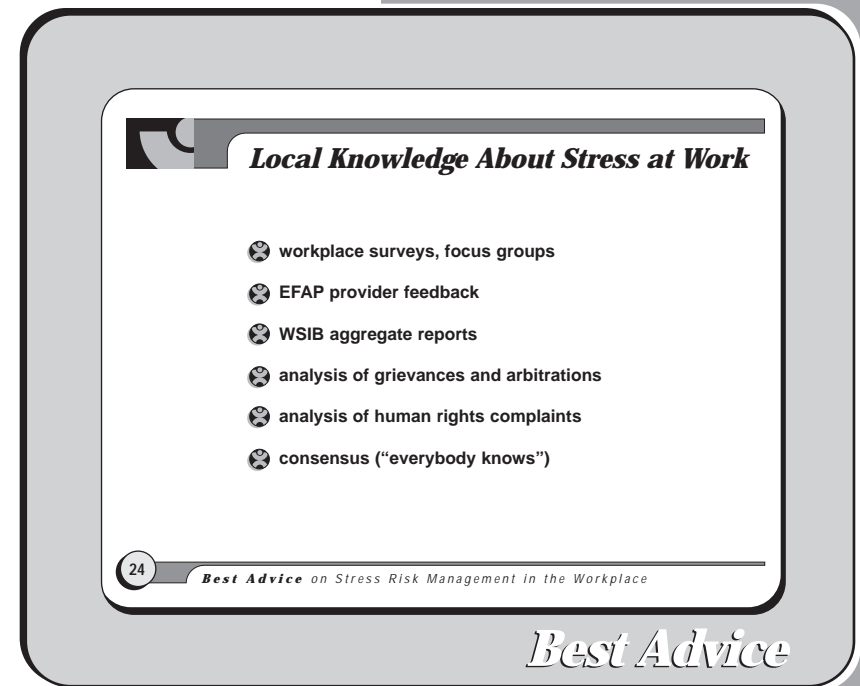 Local Knowledge About Stress at Work
workplace surveys, focus groups
EFAP provider feedback
WSIB aggregate reports
analysis of grievances and arbitrations
analysis of human rights complaints
consensus (“everybody knows”)
24
Best Advice on Stress Risk Management in the Workplace
Best Advice